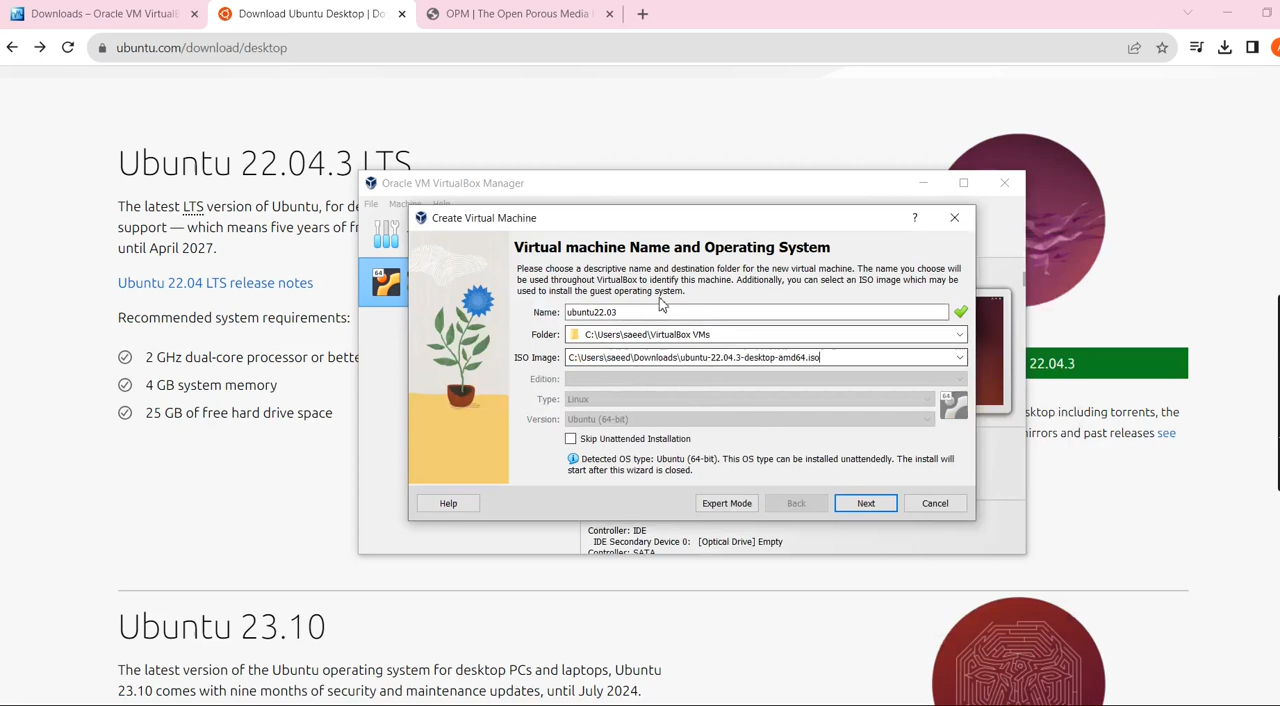 Downloads – Oracle VM VirtualB
Download Ubuntu Desktop | Do
OPM | The Open Porous Media
ubuntu.com/download/desktop
Ubuntu 22.04.3 LTS
The latest LTS version of Ubuntu, for de
support — which means five years of fr
until April 2027.
Ubuntu 22.04 LTS release notes
Recommended system requirements:
2 GHz dual-core processor or bette
4 GB system memory
25 GB of free hard drive space
Oracle VM VirtualBox Manager
File Machine Help
Create Virtual Machine
?
Virtual machine Name and Operating System
Please choose a descriptive name and destination folder for the new virtual machine. The name you choose will
be used throughout VirtualBox to identify this machine. Additionally, you can select an ISO image which may be
used to install the guest operating system.
Name: ubuntu22.03
Folder: C:\Users\saeed\VirtualBox VMs
ISO Image: C:\Users\saeed\Downloads\ubuntu-22.04.3-desktop-amd64.iso
Edition:
Type: Linux
64
Version: Ubuntu (64-bit)
Skip Unattended Installation
Detected OS type: Ubuntu (64-bit). This OS type can be installed unattendedly. The install will
start after this wizard is closed.
Help Expert Mode Back Next Cancel
64
Controller: IDE
IDE Secondary Device 0: [Optical Drive] Empty
Controller: SATA
22.04.3
sktop including torrents, the
mirrors and past releases see
Ubuntu 23.10
The latest version of the Ubuntu operating system for desktop PCs and laptops, Ubuntu
23.10 comes with nine months of security and maintenance updates, until July 2024.